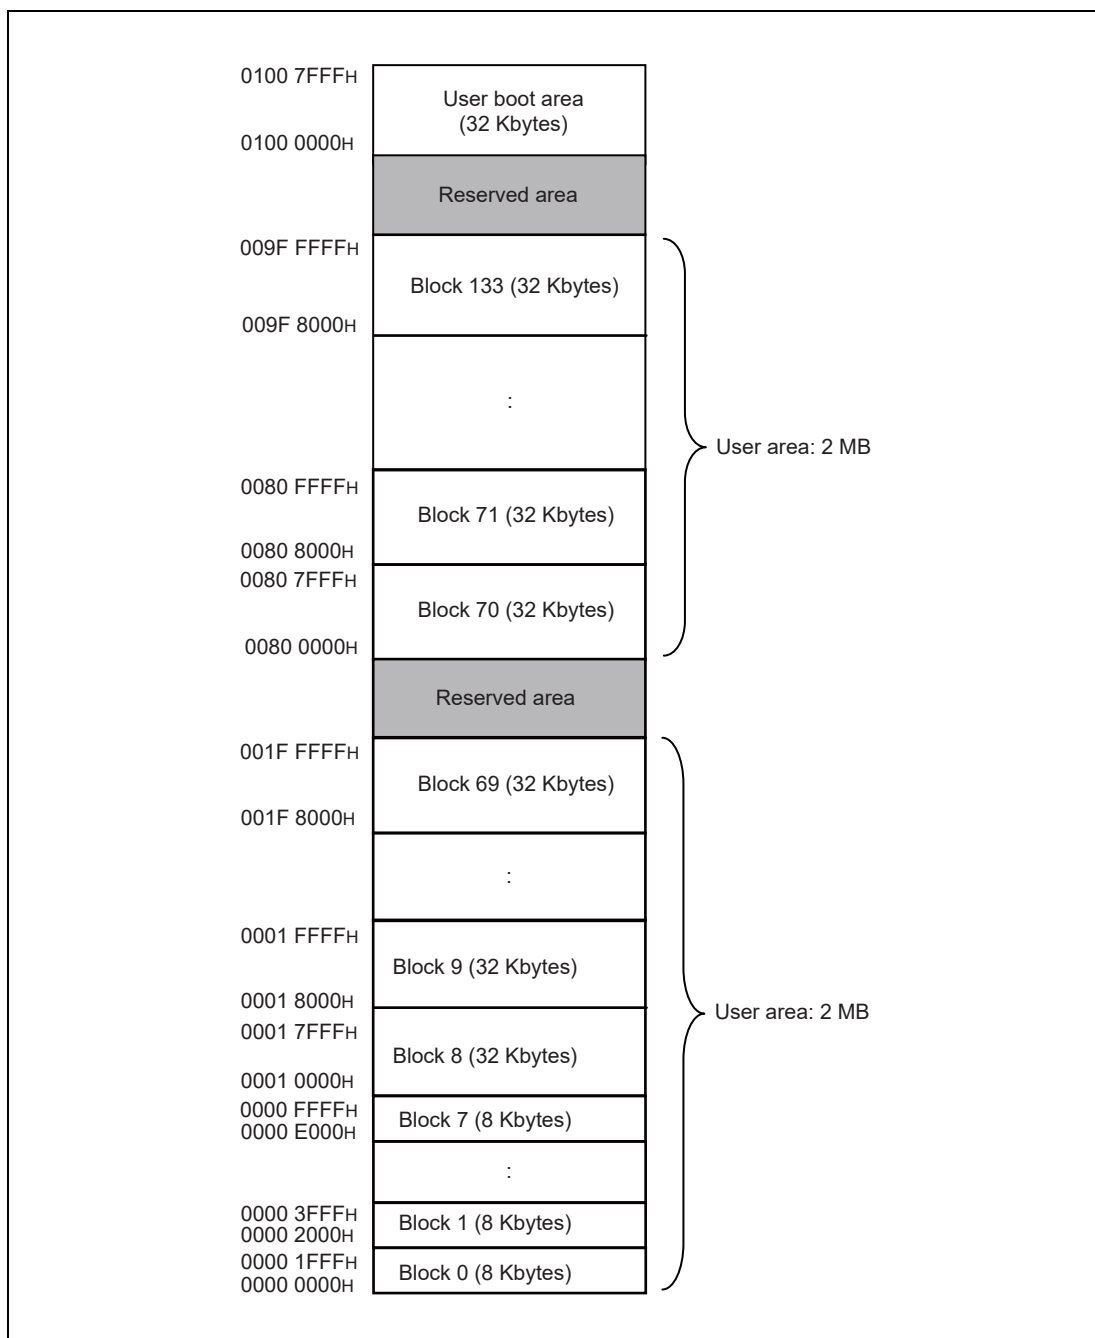 0100 7FFFH
User boot area
(32 Kbytes)
0100 0000H
Reserved area
009F FFFFH
Block 133 (32 Kbytes)
009F 8000H
:
User area: 2 MB
0080 FFFFH
Block 71 (32 Kbytes)
0080 8000H
0080 7FFFH
Block 70 (32 Kbytes)
0080 0000H
Reserved area
001F FFFFH
Block 69 (32 Kbytes)
001F 8000H
:
0001 FFFFH
Block 9 (32 Kbytes)
0001 8000H
User area: 2 MB
0001 7FFFH
Block 8 (32 Kbytes)
0001 0000H
0000 FFFFH
Block 7 (8 Kbytes)
0000 E000H
:
0000 3FFFH
Block 1 (8 Kbytes)
0000 2000H
0000 1FFFH
Block 0 (8 Kbytes)
0000 0000H